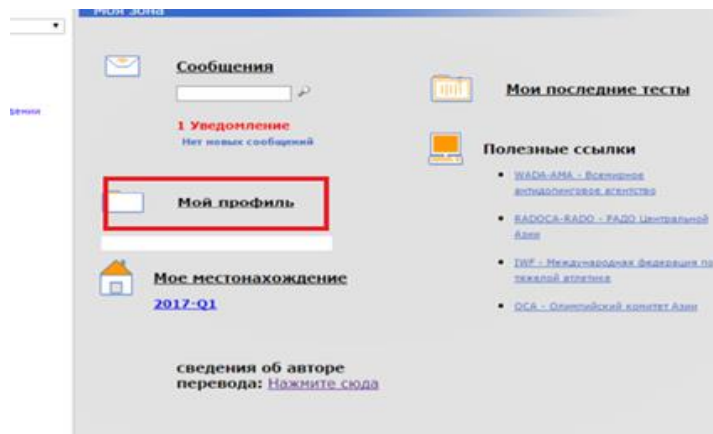 Моя зона
Сообщения
1 Уведомление
Нет новых сообщений
Мой профиль
Мое местонахождение
2017-Q1
сведения об авторе
перевода: Нажмите сюда
Мои последние тесты
Полезные ссылки
WADA-AMA - Всемирное
антидопинговое агентство
RADOCA-RADO - РАДО Центральной
Азии
IWF - Международная федерация по
тяжелой атлетике
OCA - Олимпийский комитет Азии